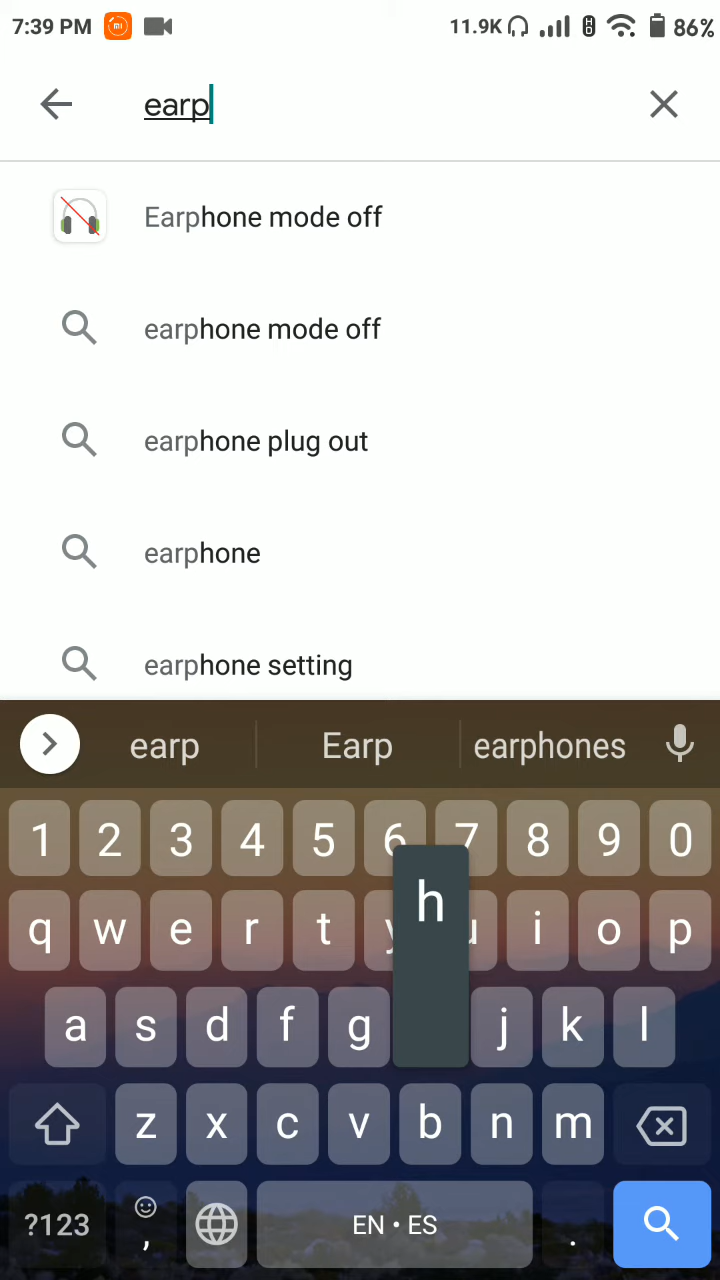 7:39 PM 11.9K 86%
earp
Earphone mode off
earphone mode off
earphone plug out
earphone
earphone setting
earp Earp earphones
1 2 3 4 5 6 7 8 9 0
q w e r t y u i o p
h
a s d f g j k l
z x c v b n m
?123 , EN • ES .